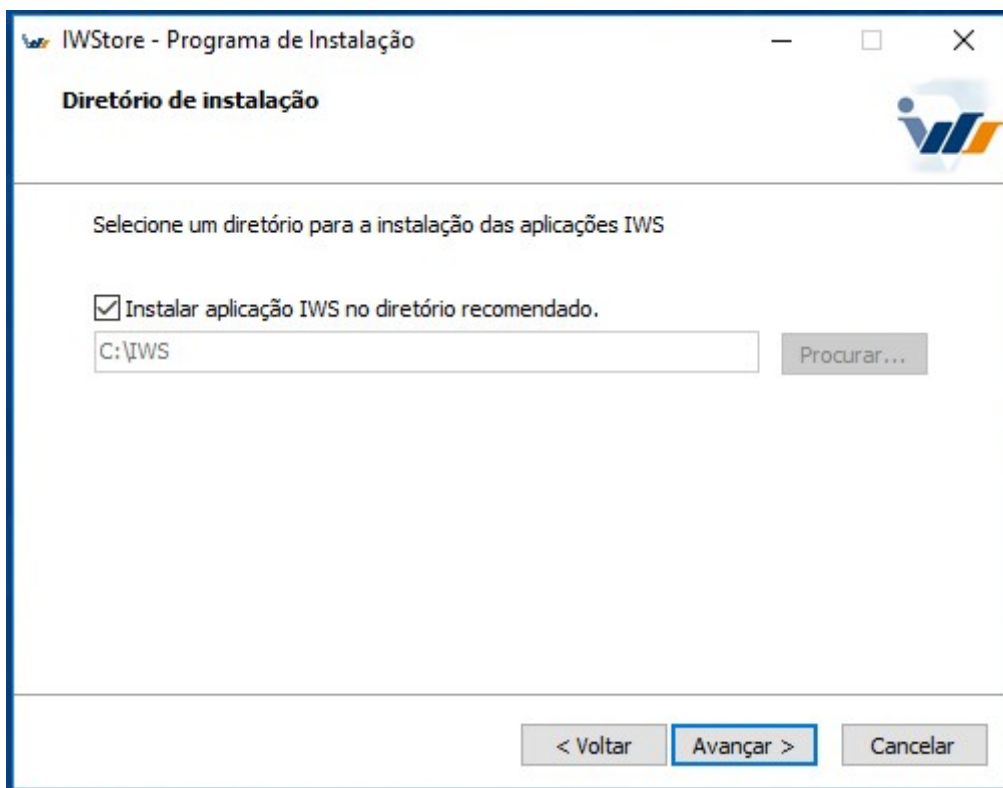 IWStore - Programa de Instalação
Diretório de instalação
iws
Selecione um diretório para a instalação das aplicações IWS
Instalar aplicação IWS no diretório recomendado.
C:\IWS
Procurar...
< Voltar
Avançar >
Cancelar